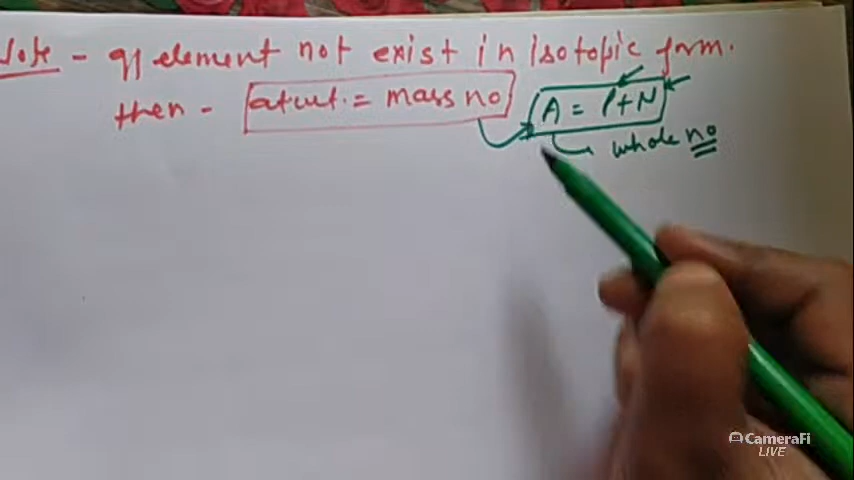 Note - If element not exist in isotopic form.
then - at wt. = mass no
A = P+N
whole no
CameraFi
LIVE